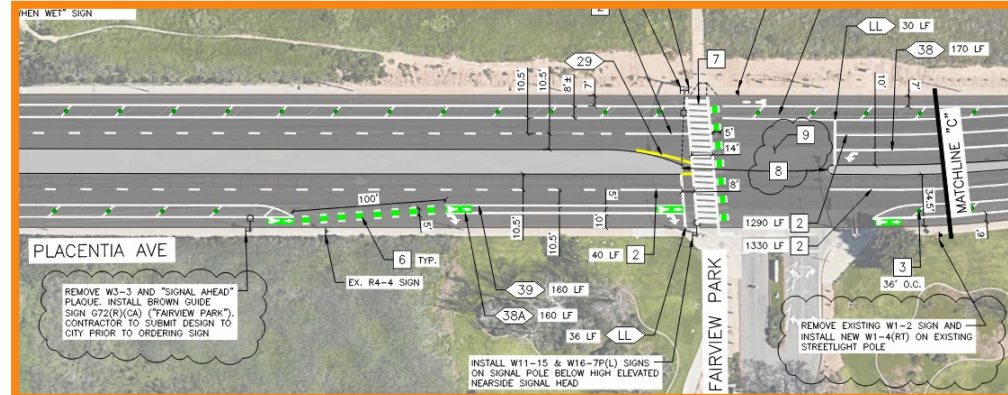 WHEN WET" SIGN
2
29
7
LL 30 LF
38 170 LF
10.5'
10.5'
8'±
7'
10'
7'
5'
14'
9
8
8'
MATCHLINE "C"
100'
5'
5'
10.5'
10.5'
10'
34.5'
9'
1290 LF 2
1330 LF 2
40 LF 2
3
36' O.C.
PLACENTIA AVE
6 TYP.
EX. R4-4 SIGN
39 160 LF
38A 160 LF
36 LF LL
FAIRVIEW PARK
REMOVE W3-3 AND "SIGNAL AHEAD"
PLAQUE. INSTALL BROWN GUIDE
SIGN G72(R)(CA) ("FAIRVIEW PARK").
CONTRACTOR TO SUBMIT DESIGN TO
CITY PRIOR TO ORDERING SIGN
INSTALL W11-15 & W16-7P(L) SIGNS
ON SIGNAL POLE BELOW HIGH ELEVATED
NEARSIDE SIGNAL HEAD
REMOVE EXISTING W1-2 SIGN AND
INSTALL NEW W1-4(RT) ON EXISTING
STREETLIGHT POLE